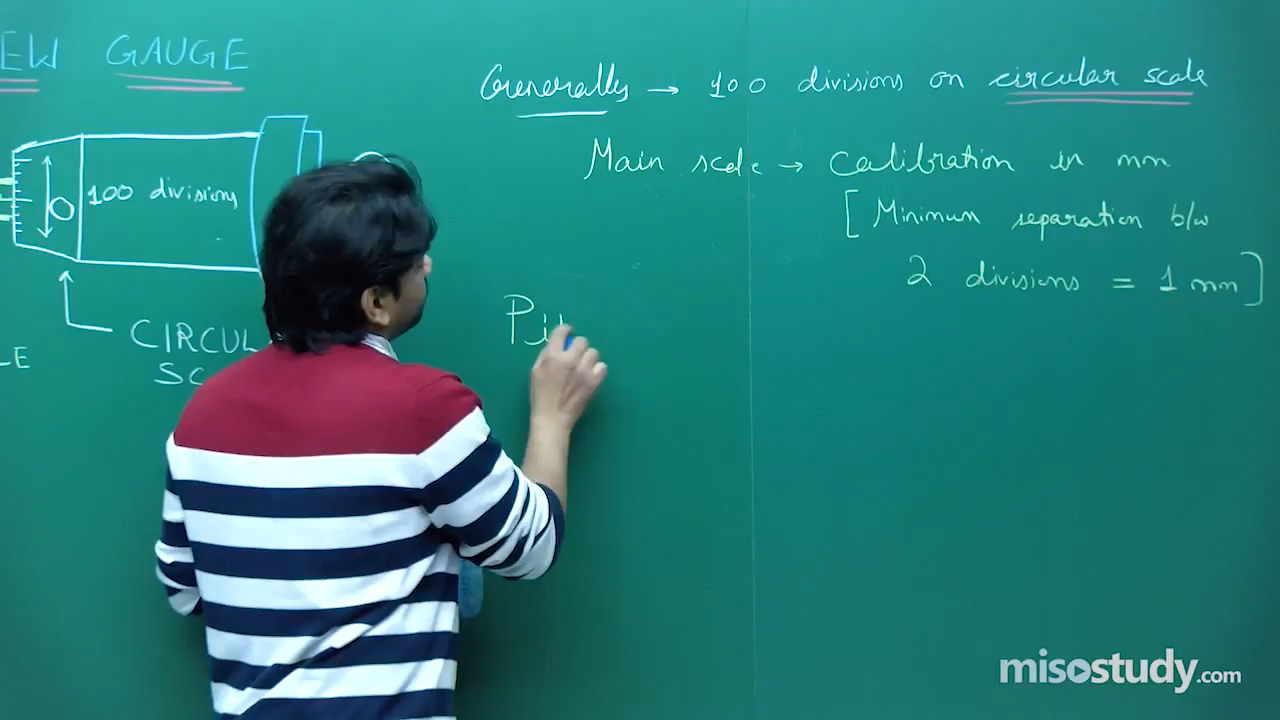 EW GAUGE
Generally → 100 divisions on circular scale
Main scale → calibration in mm
[Minimum separation b/w
2 divisions = 1 mm]
0 100 divisions
CIRCUL
SC
LE
Pit
misostudy.com